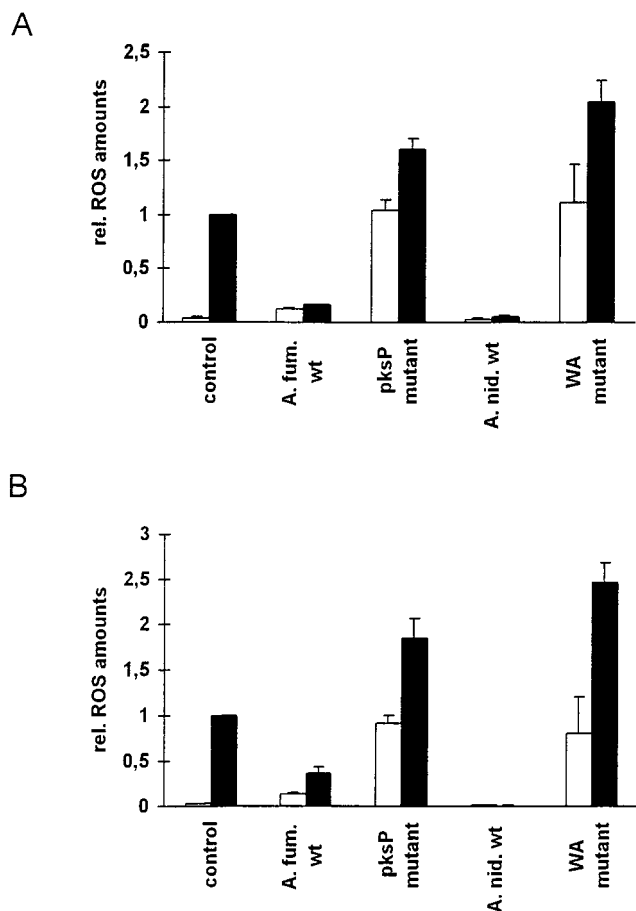 A
rel. ROS amounts
2,5
2
1,5
1
0,5
0
control
A. fum.
wt
pksP
mutant
A. nid. wt
WA
mutant
B
rel. ROS amounts
3
2,5
2
1,5
1
0,5
0
control
A. fum.
wt
pksP
mutant
A. nid. wt
WA
mutant